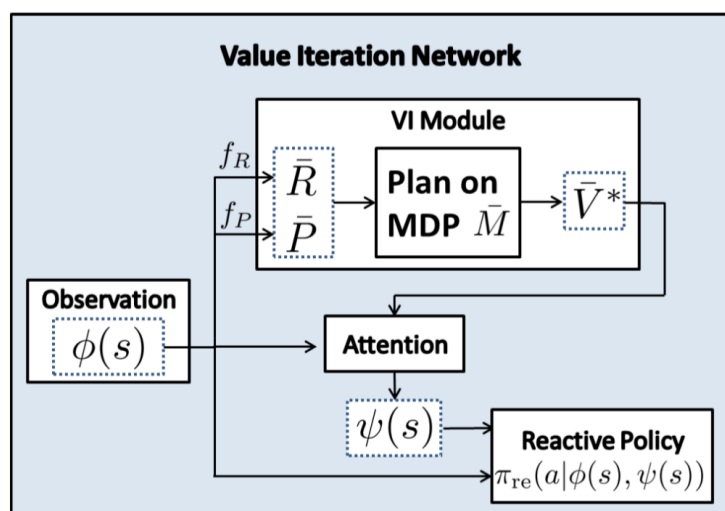 Value Iteration Network
VI Module
f_R
R̄
Plan on
MDP M̄
V̄*
f_P
P̄
Observation
ϕ(s)
Attention
ψ(s)
Reactive Policy
π_re(a|ϕ(s), ψ(s))